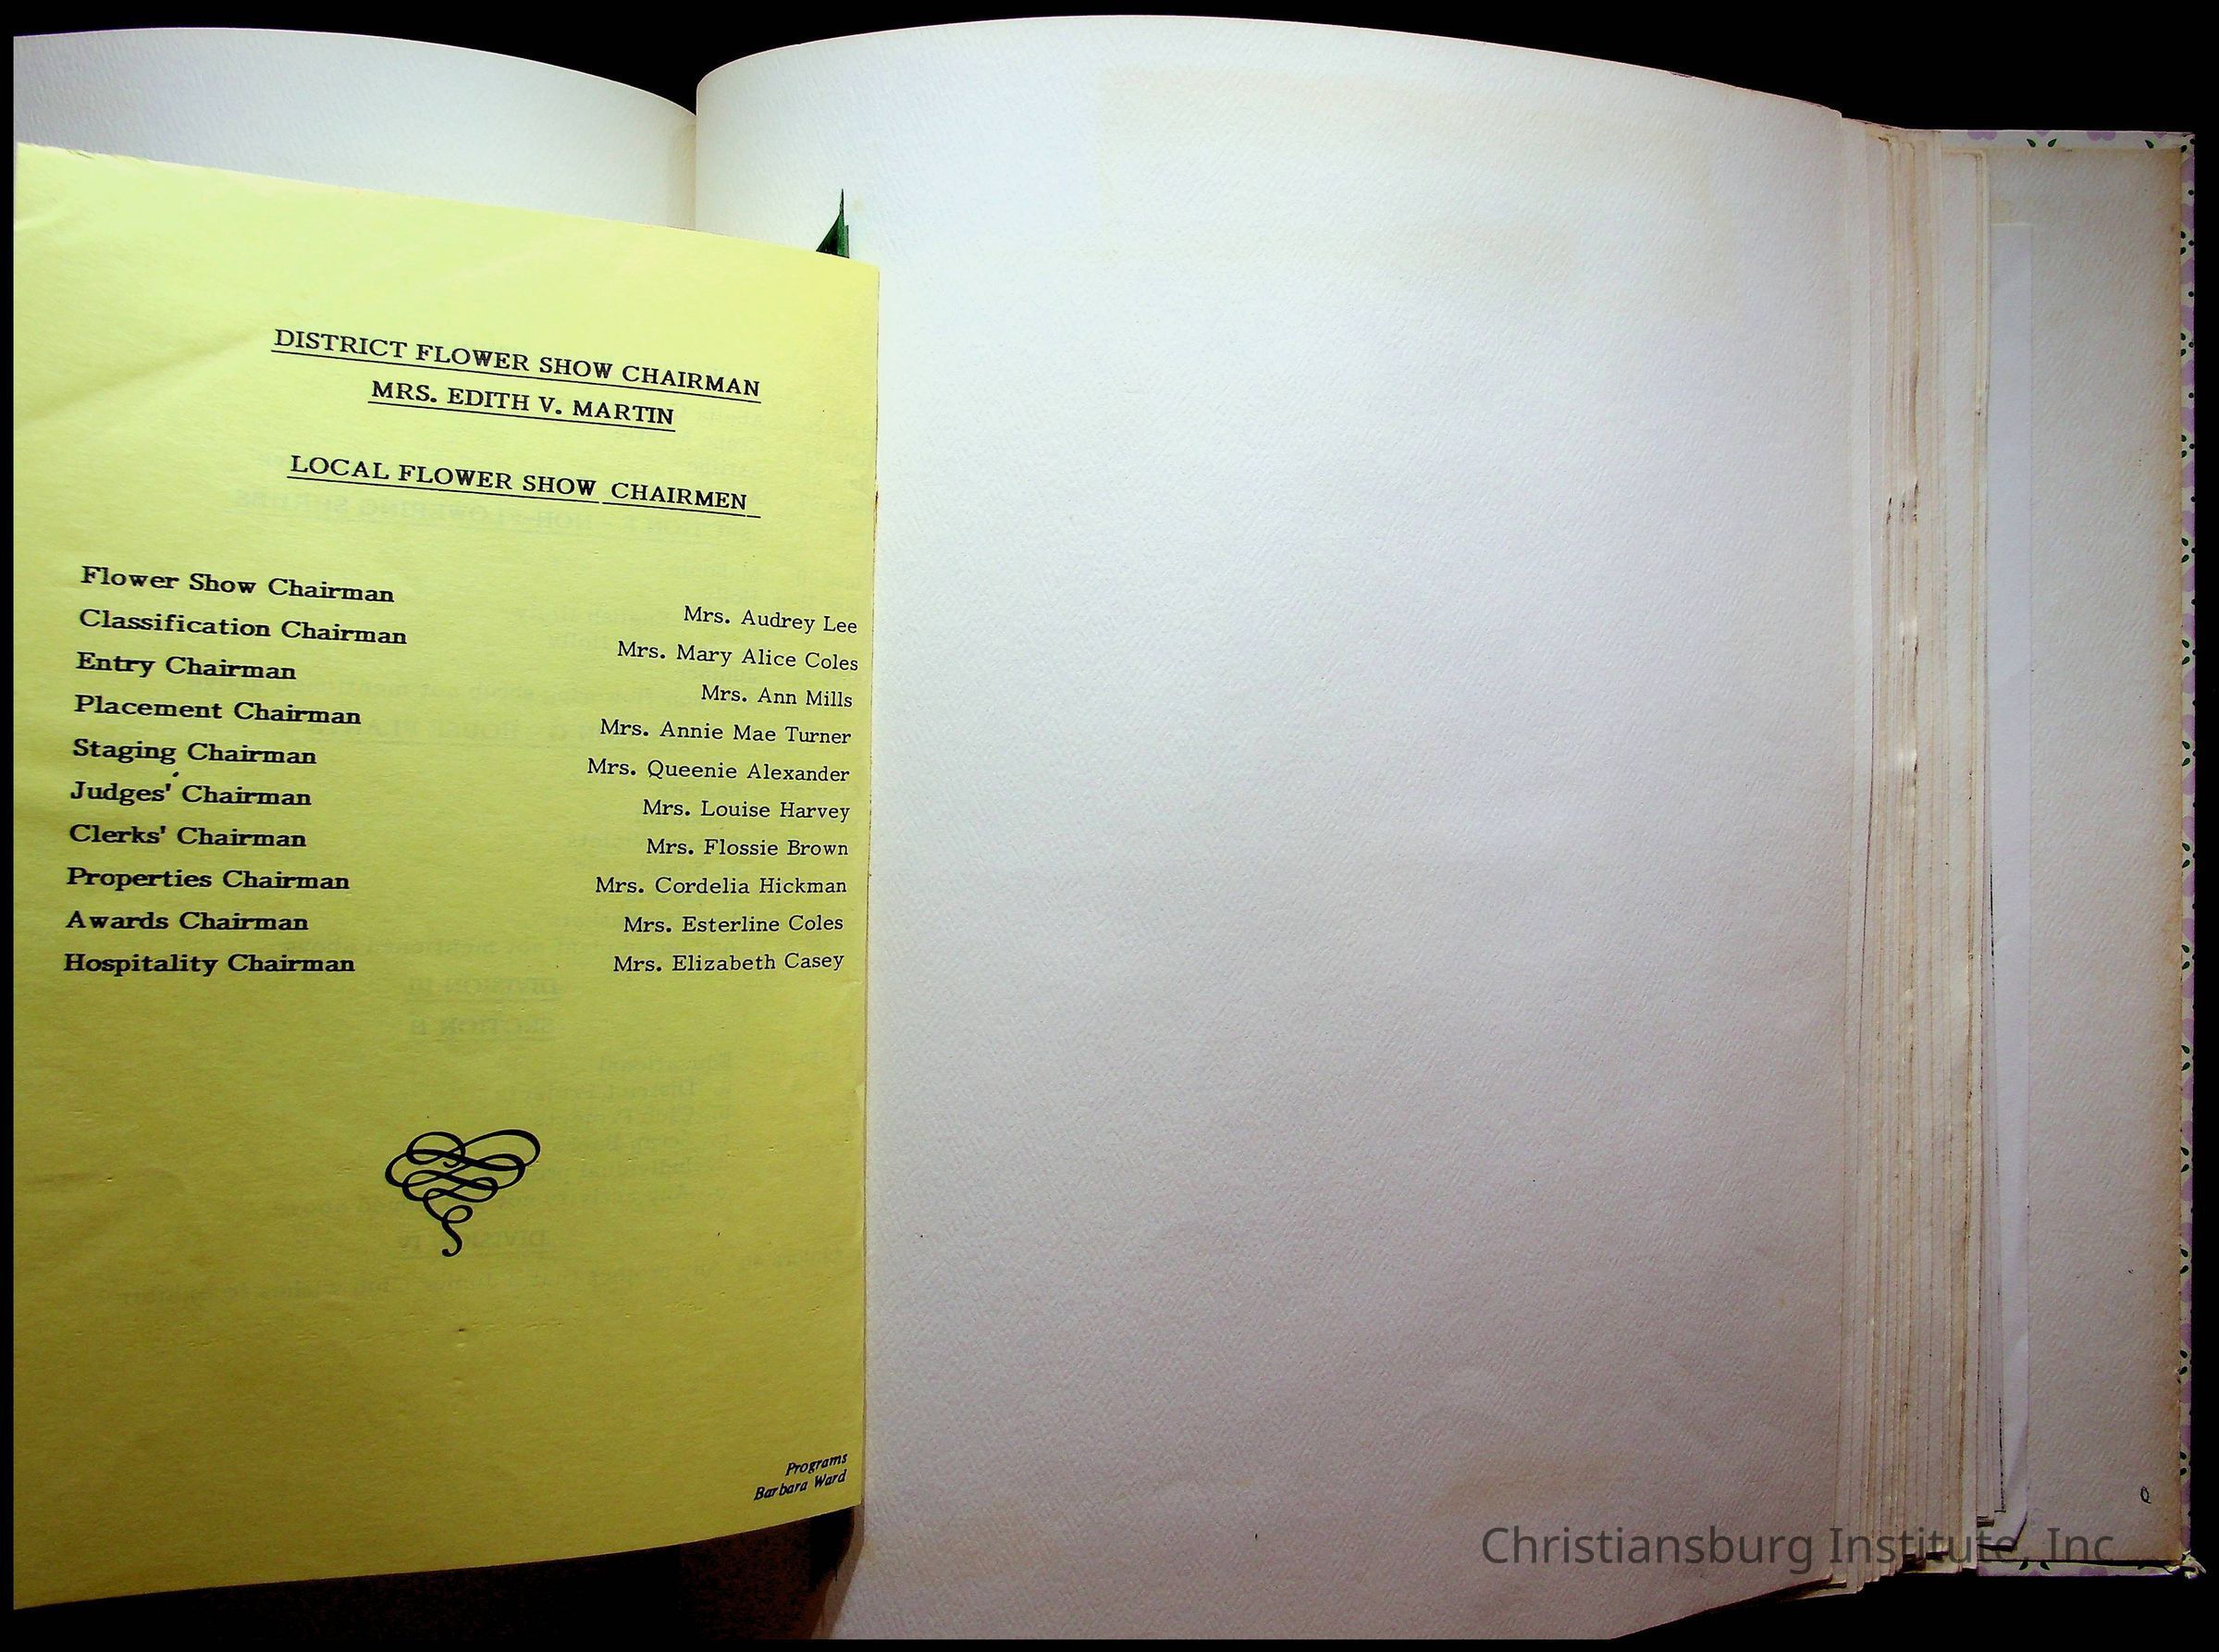 DISTRICT FLOWER SHOW CHAIRMAN
MRS. EDITH V. MARTIN
LOCAL FLOWER SHOW CHAIRMEN
Flower Show Chairman Mrs. Audrey Lee
Classification Chairman Mrs. Mary Alice Coles
Entry Chairman Mrs. Ann Mills
Placement Chairman Mrs. Annie Mae Turner
Staging Chairman Mrs. Queenie Alexander
Judges' Chairman Mrs. Louise Harvey
Clerks' Chairman Mrs. Flossie Brown
Properties Chairman Mrs. Cordelia Hickman
Awards Chairman Mrs. Esterline Coles
Hospitality Chairman Mrs. Elizabeth Casey
Programs
Barbara Ward
Christiansburg Institute, Inc